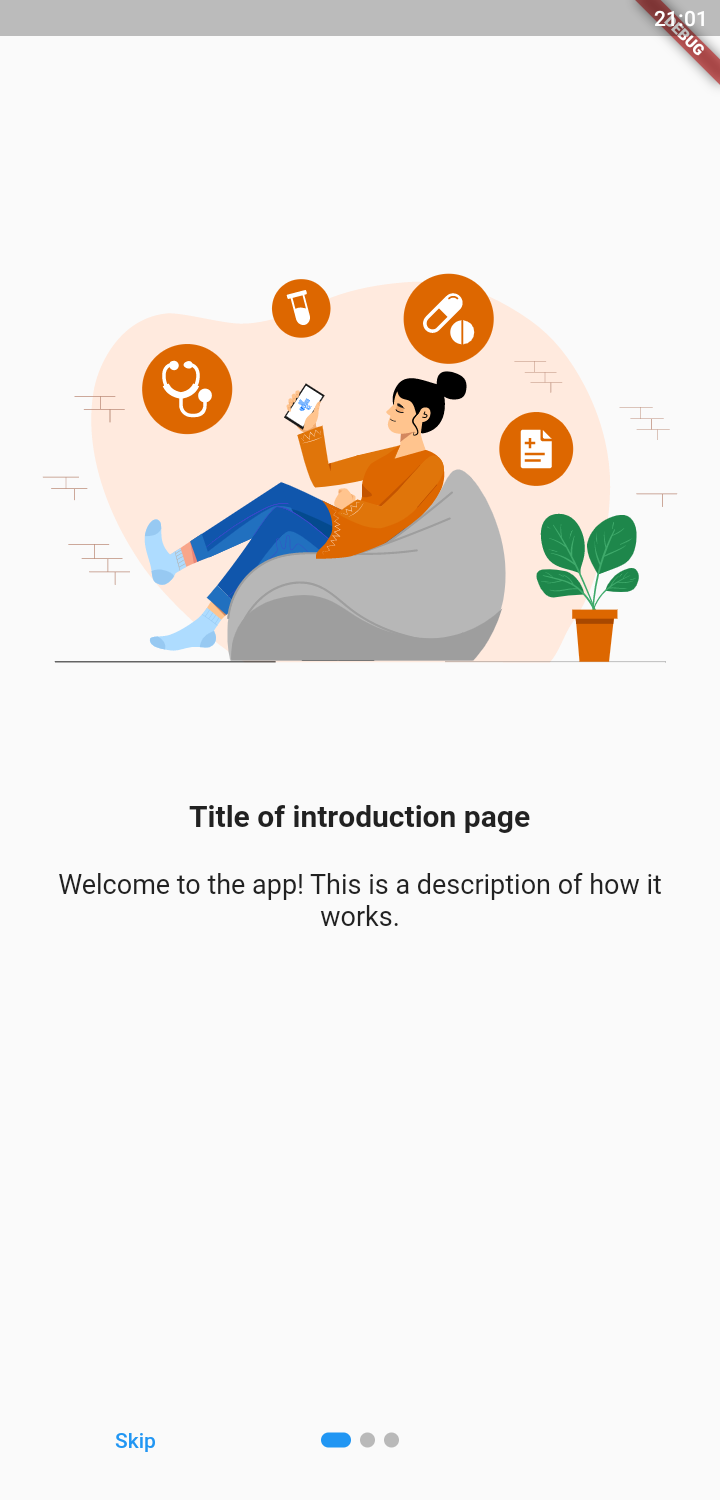 21:01
DEBUG
Title of introduction page
Welcome to the app! This is a description of how it
works.
Skip